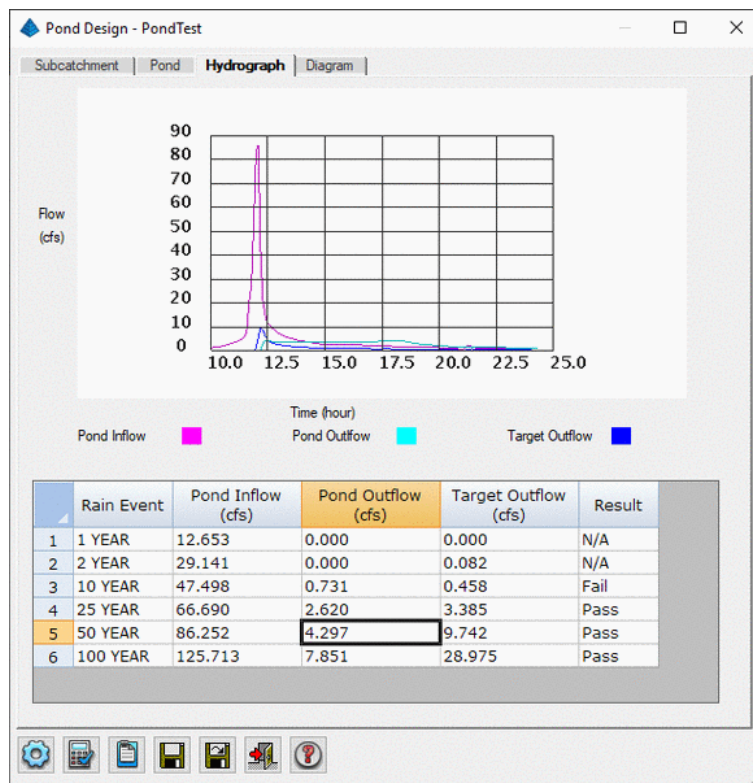 Pond Design - PondTest
Subcatchment Pond Hydrograph Diagram
90
80
70
60
50
40
30
20
10
0
Flow
(cfs)
10.0 12.5 15.0 17.5 20.0 22.5 25.0
Time (hour)
Pond Inflow Pond Outlfow Target Outflow
Rain Event Pond Inflow (cfs) Pond Outflow (cfs) Target Outflow (cfs) Result
1 1 YEAR 12.653 0.000 0.000 N/A
2 2 YEAR 29.141 0.000 0.082 N/A
3 10 YEAR 47.498 0.731 0.458 Fail
4 25 YEAR 66.690 2.620 3.385 Pass
5 50 YEAR 86.252 4.297 9.742 Pass
6 100 YEAR 125.713 7.851 28.975 Pass
?